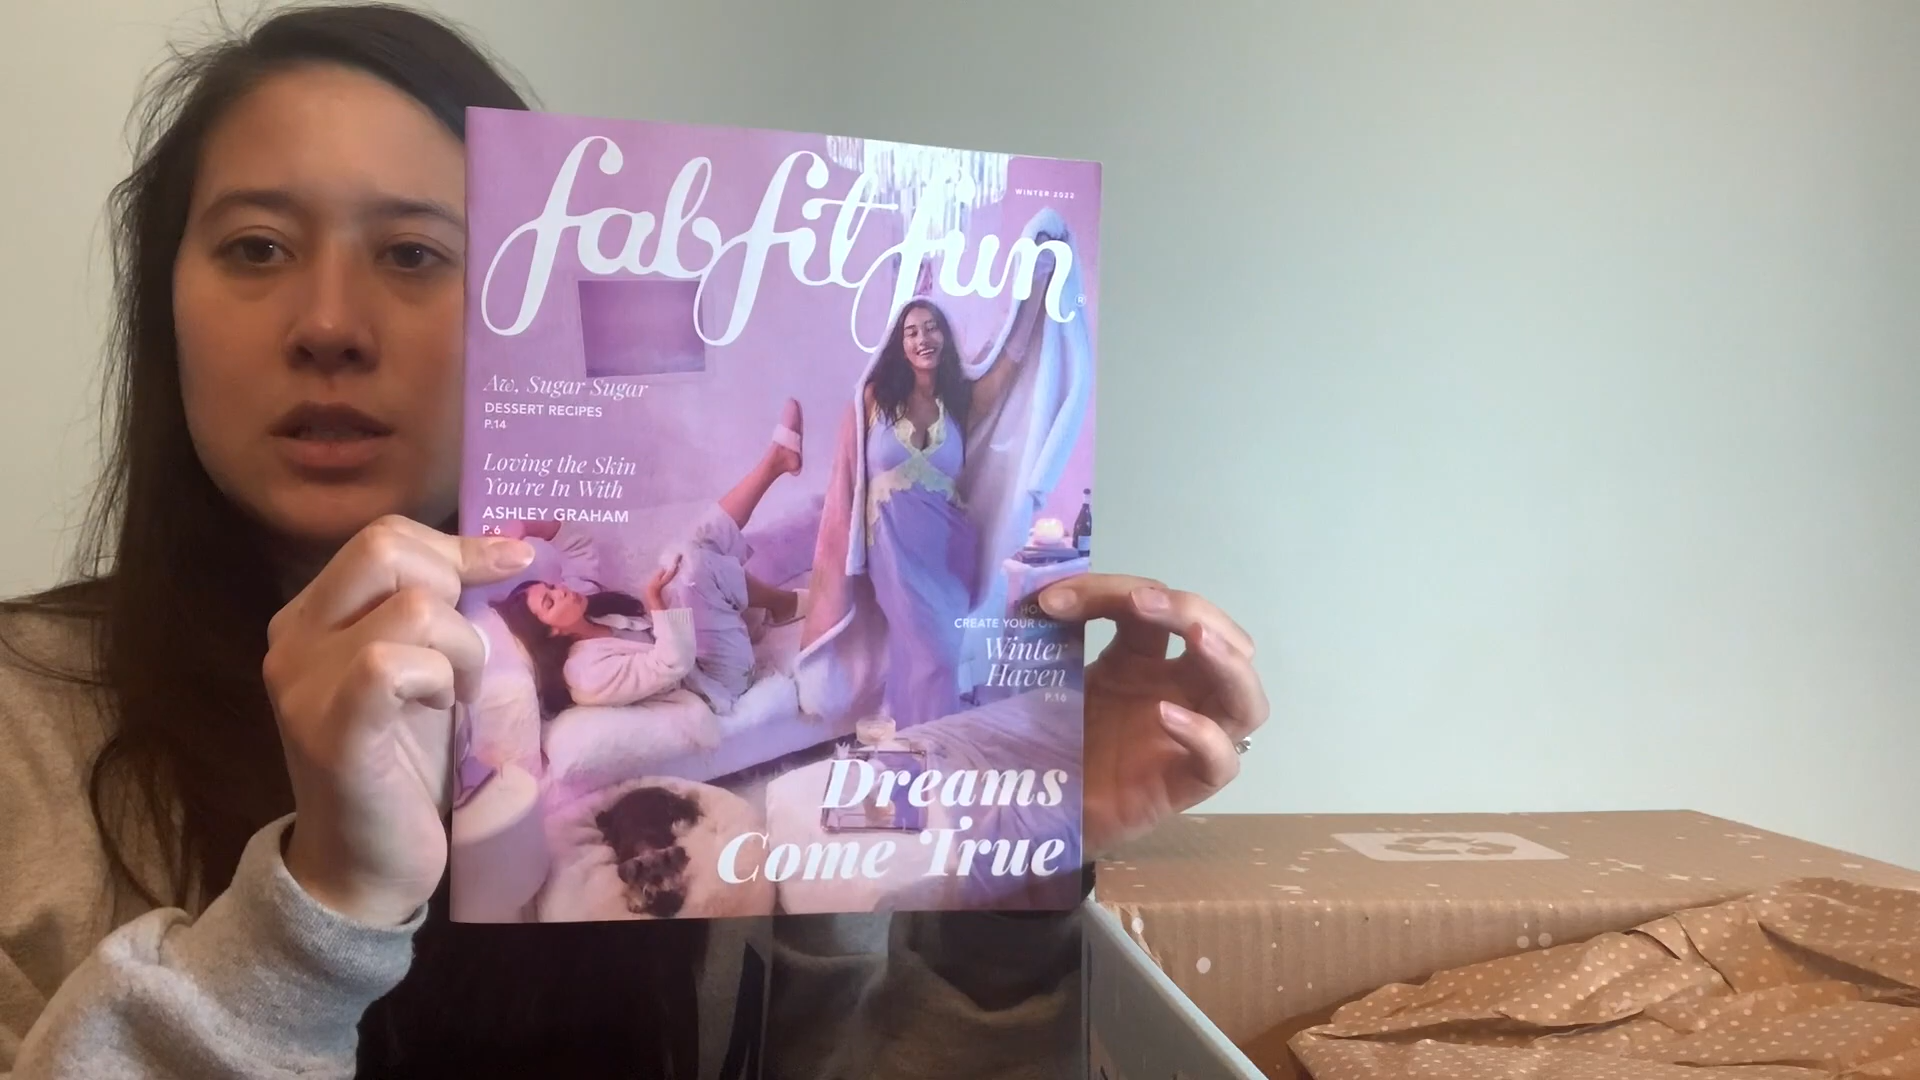 fabfitfun
WINTER 2022
Aw, Sugar Sugar
DESSERT RECIPES
P.14
Loving the Skin
You're In With
ASHLEY GRAHAM
P.6
CREATE YOUR
Winter
Haven
P.16
Dreams
Come True